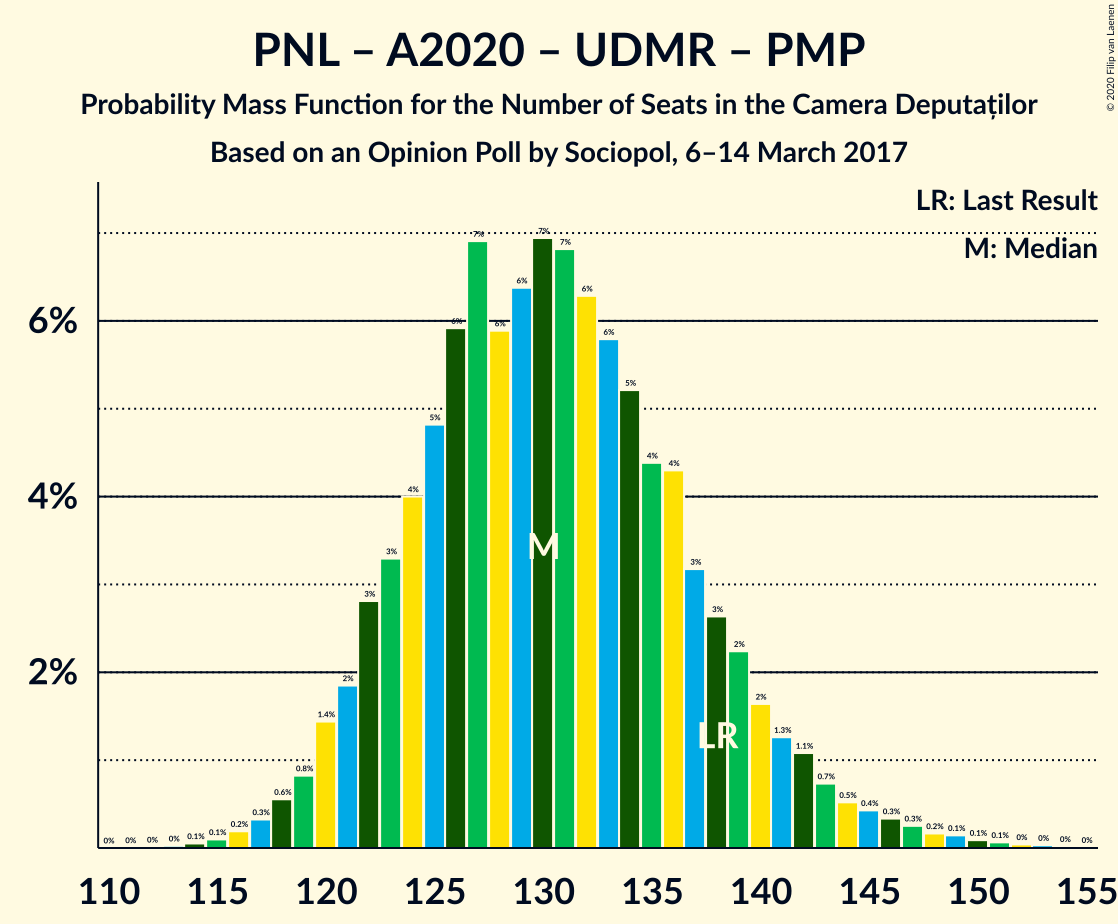 PNL – A2020 – UDMR – PMP
Probability Mass Function for the Number of Seats in the Camera Deputaților
Based on an Opinion Poll by Sociopol, 6–14 March 2017
© 2020 Filip van Laenen
LR: Last Result
M: Median
6%
4%
2%
0% 0% 0% 0% 0.1% 0.1% 0.2% 0.3% 0.6% 0.8% 1.4% 2% 3% 3% 4% 5% 6% 7% 6% 6% 7% 7% 6% 6% 5% 4% 4% 3% 3% 2% 2% 1.3% 1.1% 0.7% 0.5% 0.4% 0.3% 0.3% 0.2% 0.1% 0.1% 0.1% 0% 0% 0% 0%
M
LR
110 115 120 125 130 135 140 145 150 155